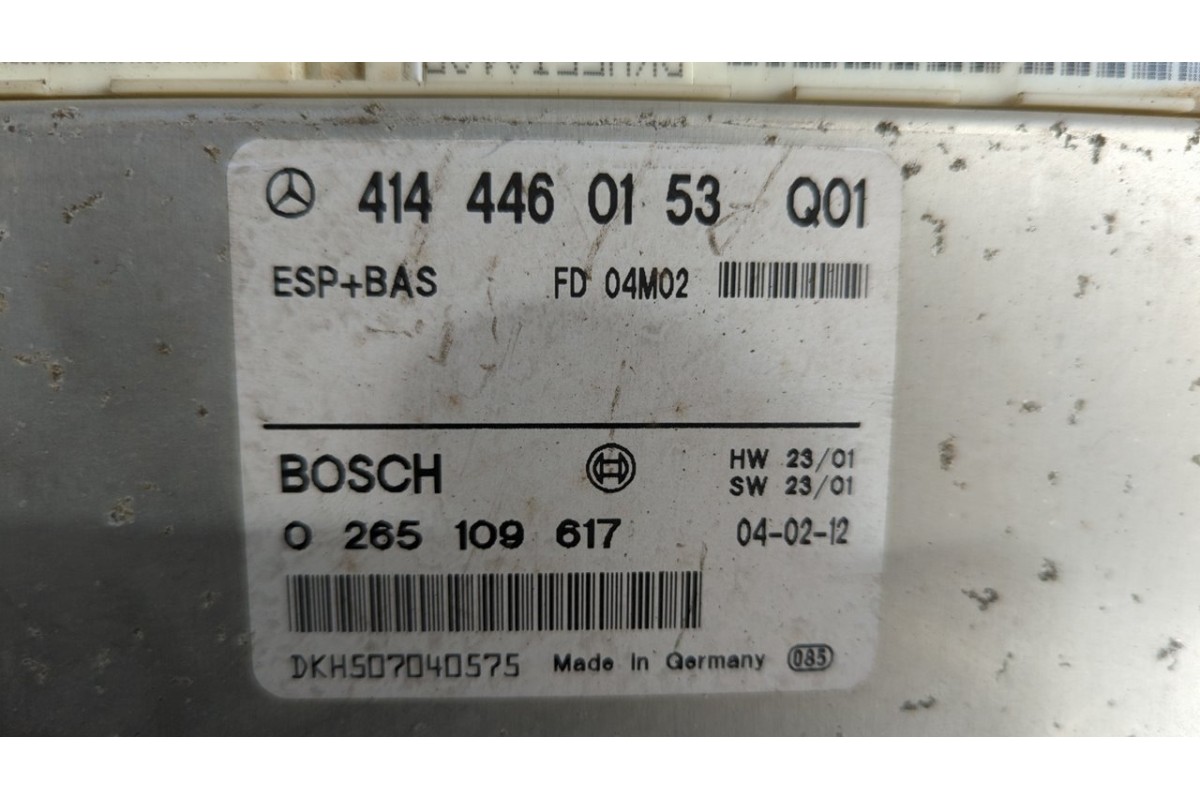 414 446 01 53 Q01
ESP+BAS FD 04M02
BOSCH HW 23/01
SW 23/01
0 265 109 617 04-02-12
DKH507040575 Made in Germany 085